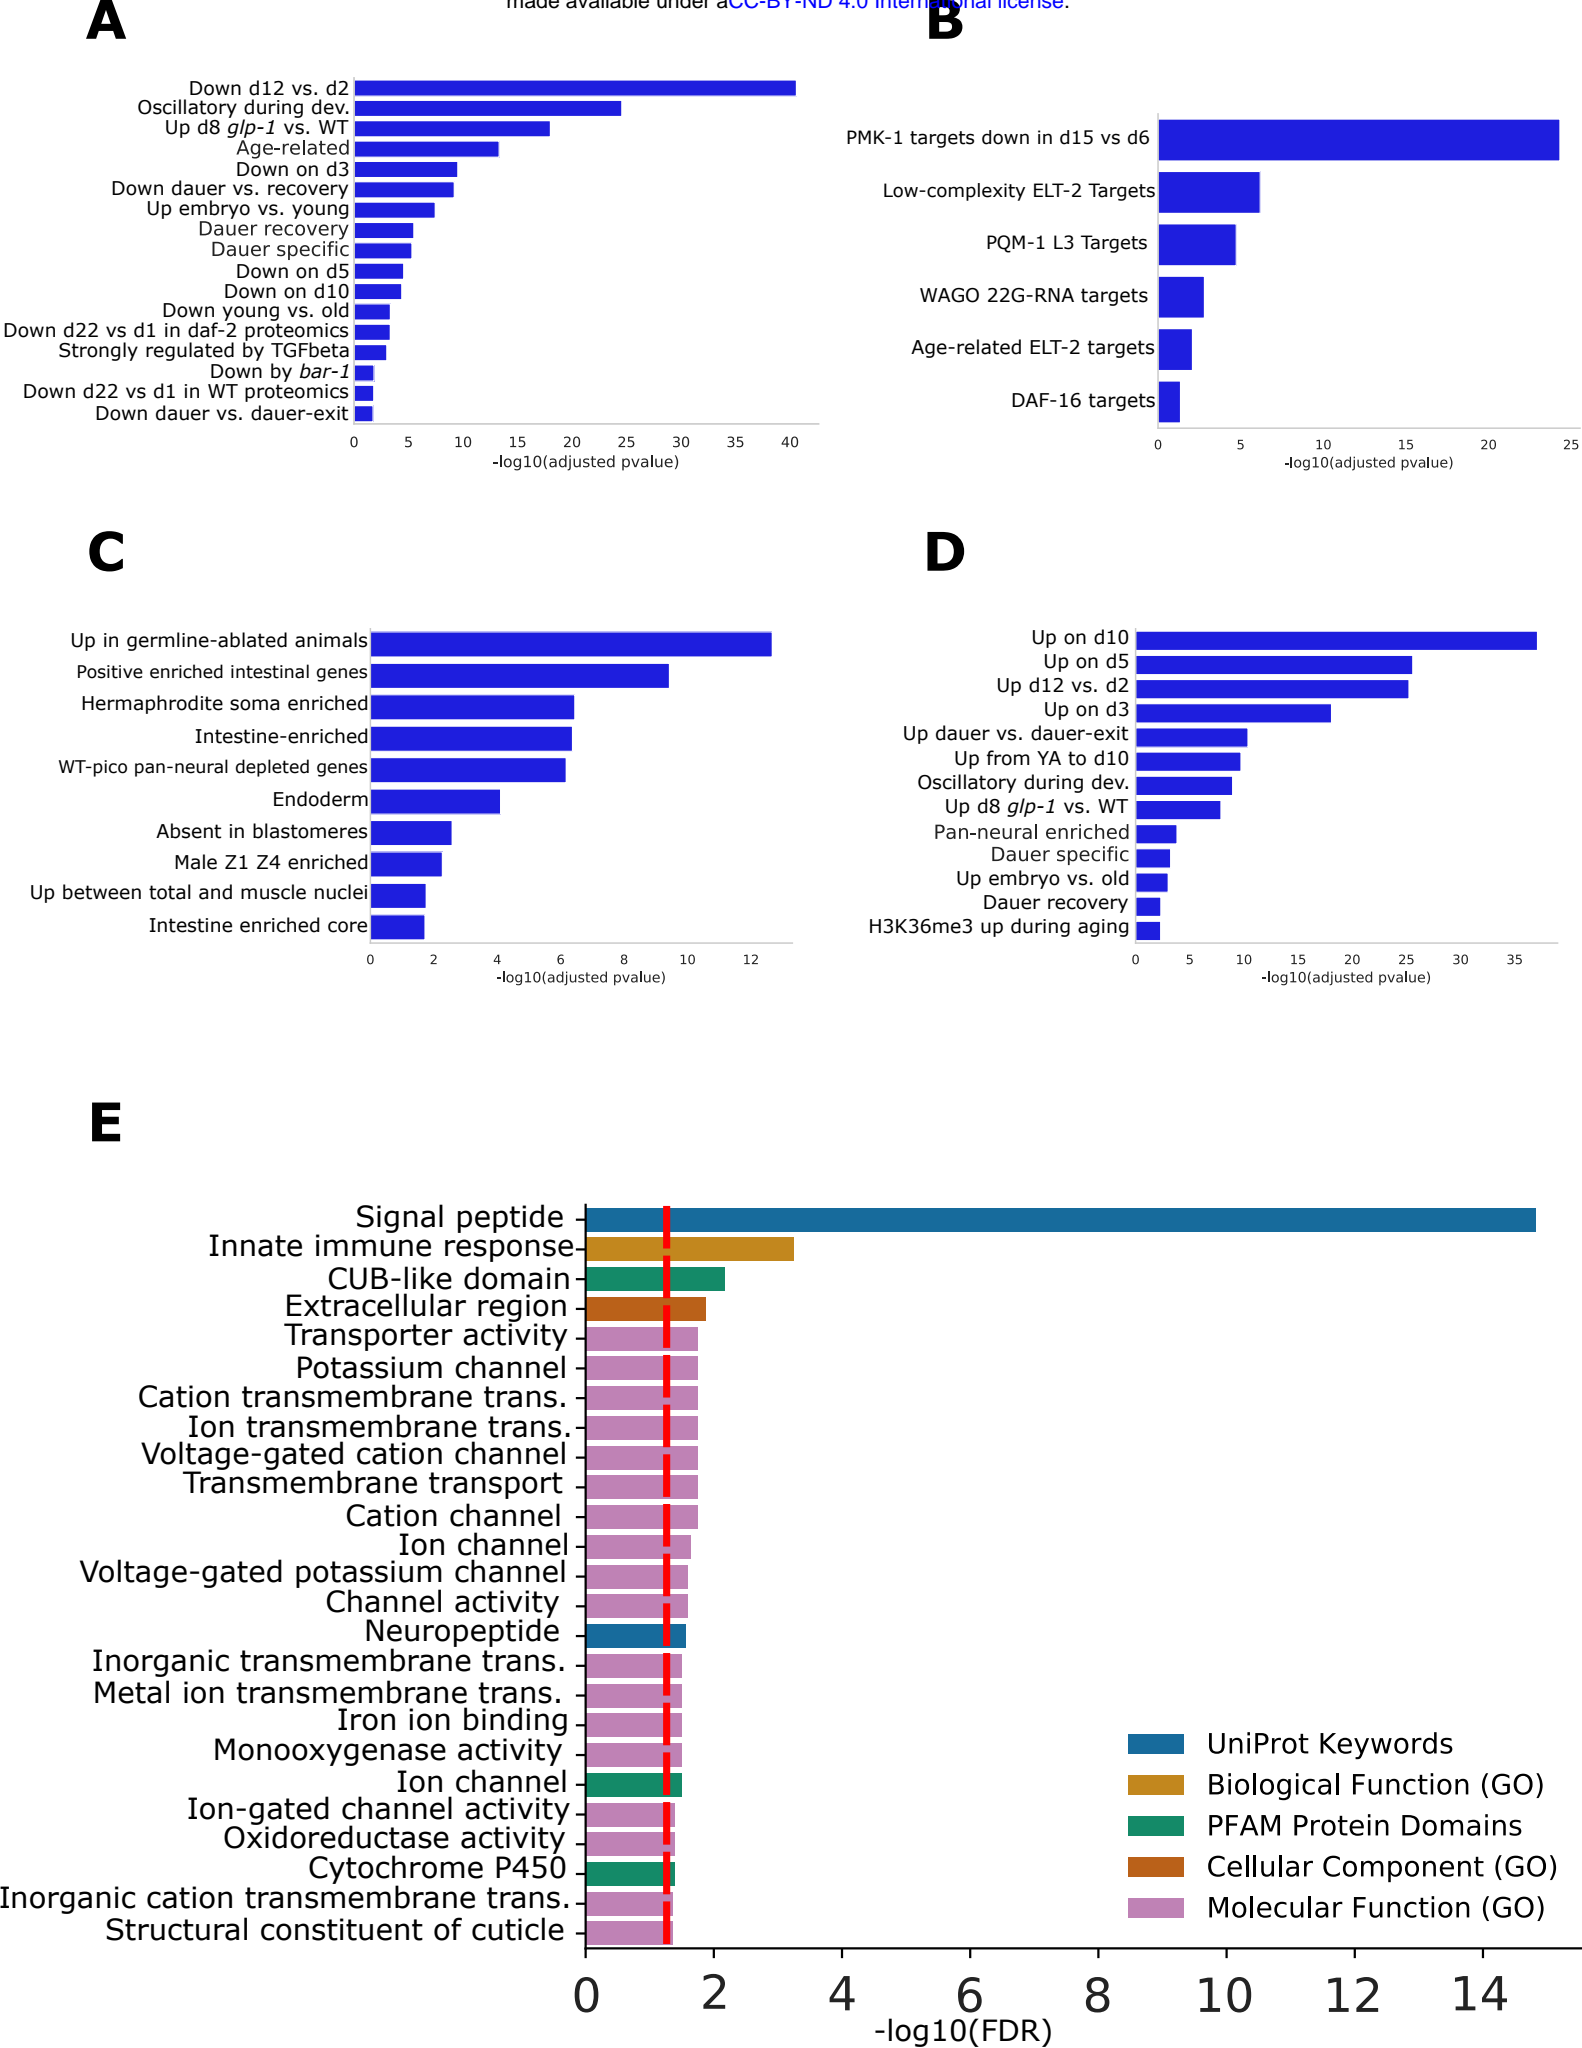 made available under aCC-BY-ND 4.0 International license.
A
Down d12 vs. d2
Oscillatory during dev.
Up d8 glp-1 vs. WT
Age-related
Down on d3
Down dauer vs. recovery
Up embryo vs. young
Dauer recovery
Dauer specific
Down on d5
Down on d10
Down young vs. old
Down d22 vs d1 in daf-2 proteomics
Strongly regulated by TGFbeta
Down by bar-1
Down d22 vs d1 in WT proteomics
Down dauer vs. dauer-exit
0 5 10 15 20 25 30 35 40
-log10(adjusted pvalue)
B
PMK-1 targets down in d15 vs d6
Low-complexity ELT-2 Targets
PQM-1 L3 Targets
WAGO 22G-RNA targets
Age-related ELT-2 targets
DAF-16 targets
0 5 10 15 20 25
-log10(adjusted pvalue)
C
Up in germline-ablated animals
Positive enriched intestinal genes
Hermaphrodite soma enriched
Intestine-enriched
WT-pico pan-neural depleted genes
Endoderm
Absent in blastomeres
Male Z1 Z4 enriched
Up between total and muscle nuclei
Intestine enriched core
0 2 4 6 8 10 12
-log10(adjusted pvalue)
D
Up on d10
Up on d5
Up d12 vs. d2
Up on d3
Up dauer vs. dauer-exit
Up from YA to d10
Oscillatory during dev.
Up d8 glp-1 vs. WT
Pan-neural enriched
Dauer specific
Up embryo vs. old
Dauer recovery
H3K36me3 up during aging
0 5 10 15 20 25 30 35
-log10(adjusted pvalue)
E
Signal peptide
Innate immune response
CUB-like domain
Extracellular region
Transporter activity
Potassium channel
Cation transmembrane trans.
Ion transmembrane trans.
Voltage-gated cation channel
Transmembrane transport
Cation channel
Ion channel
Voltage-gated potassium channel
Channel activity
Neuropeptide
Inorganic transmembrane trans.
Metal ion transmembrane trans.
Iron ion binding
Monooxygenase activity
Ion channel
Ion-gated channel activity
Oxidoreductase activity
Cytochrome P450
Inorganic cation transmembrane trans.
Structural constituent of cuticle
UniProt Keywords
Biological Function (GO)
PFAM Protein Domains
Cellular Component (GO)
Molecular Function (GO)
0 2 4 6 8 10 12 14
-log10(FDR)